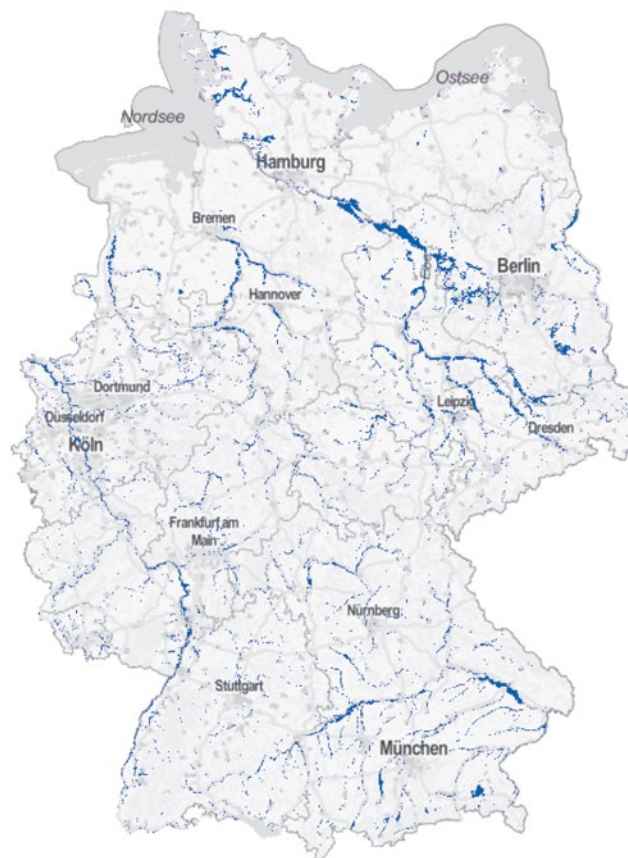 Ostsee
Nordsee
Hamburg
Bremen
Berlin
Hannover
Dortmund
Düsseldorf
Leipzig
Köln
Dresden
Frankfurt am
Main
Nürnberg
Stuttgart
München